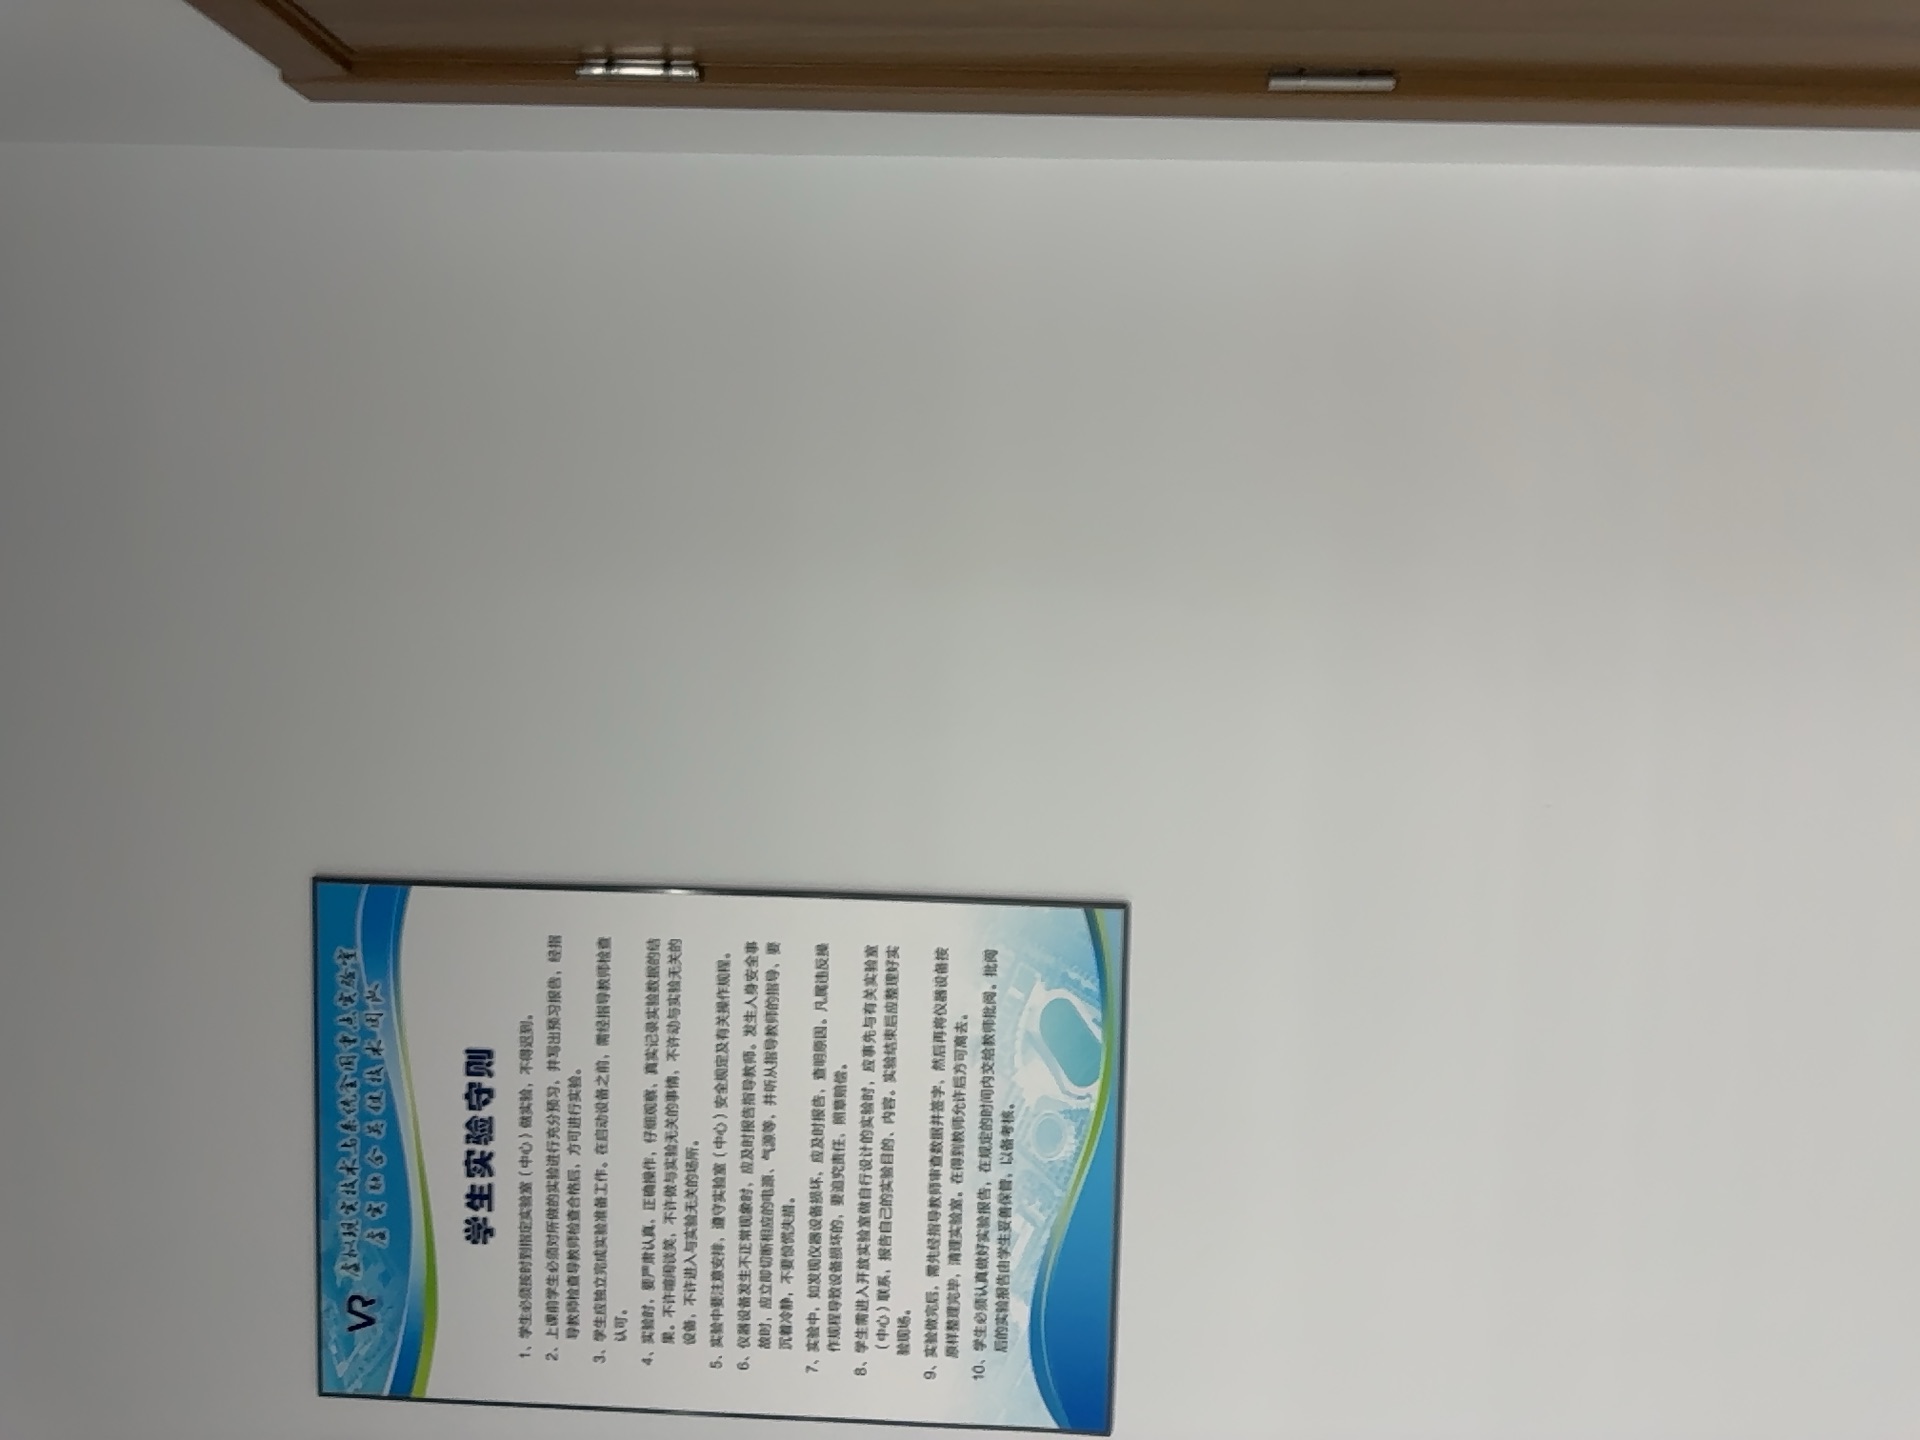 VR
虚拟现实技术与系统全国重点实验室
虚实融合关键技术团队
学生实验守则
1、学生必须按时到指定实验室（中心）做实验，不得迟到。
2、上课前学生必须对所做的实验进行充分预习，并写出预习报告，经指
导教师检查导教师检查合格后，方可进行实验。
3、学生应独立完成实验准备工作。在启动设备之前，需经指导教师检查
认可。
4、实验时，要严肃认真，正确操作，仔细观察、真实记录实验数据的结
果。不许喧闹谈笑，不许做与实验无关的事情，不许动与实验无关的
设备，不许进入与实验无关的场所。
5、实验中要注意安排，遵守实验室（中心）安全规定及有关操作规程。
6、仪器设备发生不正常现象时，应及时报告指导教师。发生人身安全事
故时，应立即切断相应的电源、气源等，并听从指导教师的指导、要
沉着冷静，不要惊慌失措。
7、实验中，如发现仪器设备损坏，应及时报告，查明原因。凡属违反操
作规程导致设备损坏的，要追究责任，照章赔偿。
8、学生需进入开放实验室做自行设计的实验时，应事先与有关实验室
（中心）联系，报告自己的实验目的、内容。实验结束后应整理好实
验现场。
9、实验做完后，需先经指导教师审查数据并签字，然后再将仪器设备按
原样整理完毕，清理实验室。在得到教师允许后方可离去。
10、学生必须认真做好实验报告，在规定的时间内交给教师批阅。批阅
后的实验报告由学生妥善保管，以备考核。